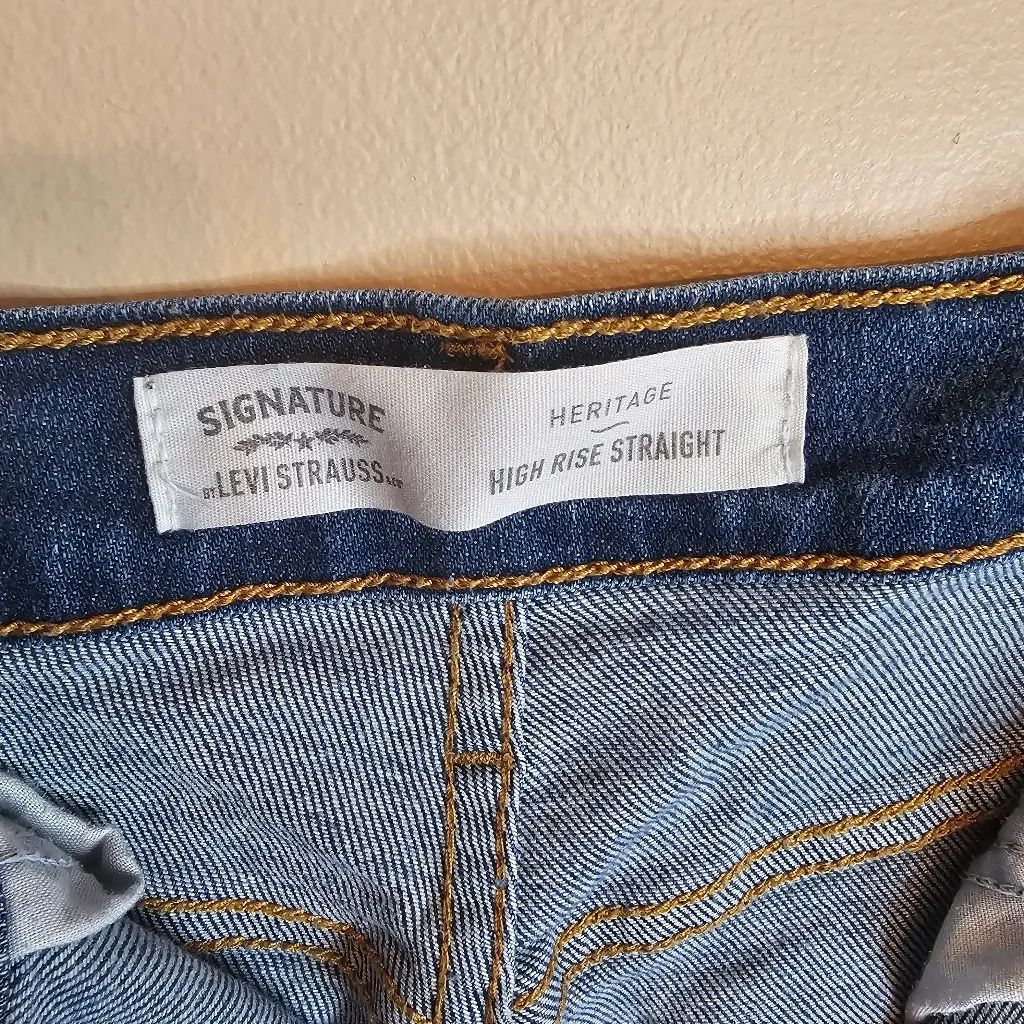 SIGNATURE
BY LEVI STRAUSS & CO
HERITAGE
HIGH RISE STRAIGHT